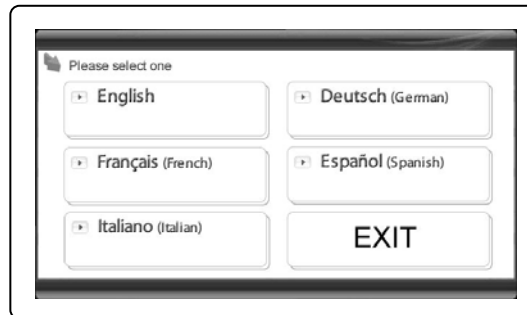 Please select one
English
Deutsch (German)
Français (French)
Español (Spanish)
Italiano (Italian)
EXIT